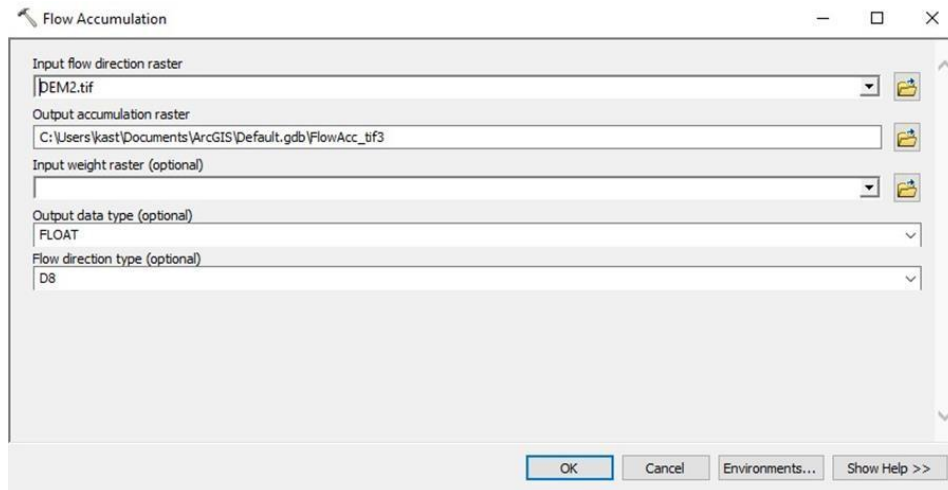 Flow Accumulation
Input flow direction raster
DEM2.tif
Output accumulation raster
C:\Users\kast\Documents\ArcGIS\Default.gdb\FlowAcc_tif3
Input weight raster (optional)
Output data type (optional)
FLOAT
Flow direction type (optional)
D8
OK Cancel Environments... Show Help >>